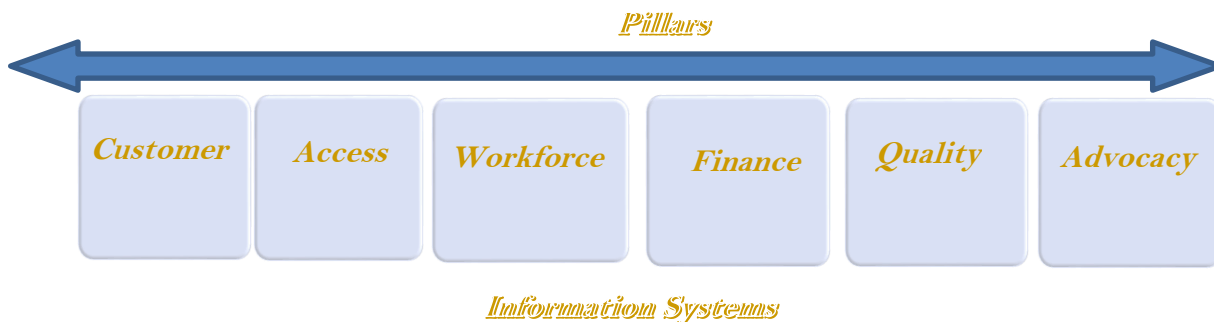 Pillars
Customer Access Workforce Finance Quality Advocacy
Information Systems